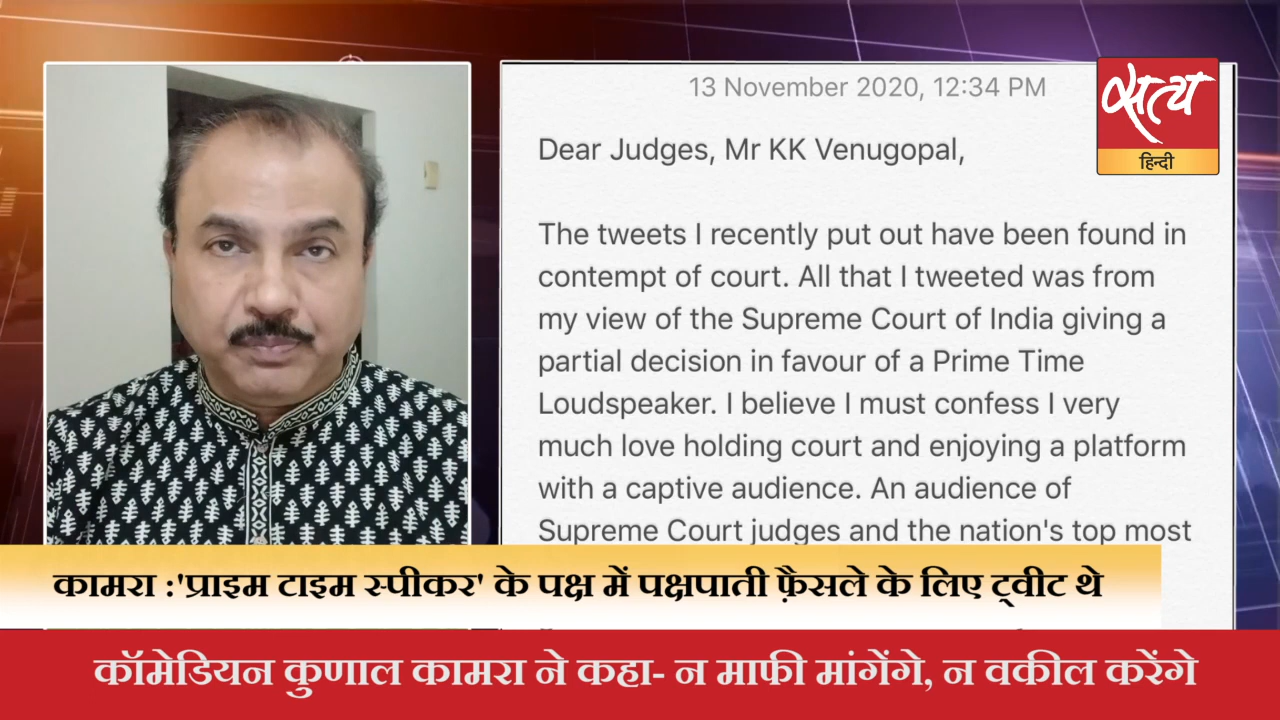 13 November 2020, 12:34 PM
सत्य
हिन्दी
Dear Judges, Mr KK Venugopal,
The tweets I recently put out have been found in
contempt of court. All that I tweeted was from
my view of the Supreme Court of India giving a
partial decision in favour of a Prime Time
Loudspeaker. I believe I must confess I very
much love holding court and enjoying a platform
with a captive audience. An audience of
Supreme Court judges and the nation's top most
कामरा :'प्राइम टाइम स्पीकर' के पक्ष में पक्षपाती फ़ैसले के लिए ट्वीट थे
कॉमेडियन कुणाल कामरा ने कहा- न माफी मांगेंगे, न वकील करेंगे